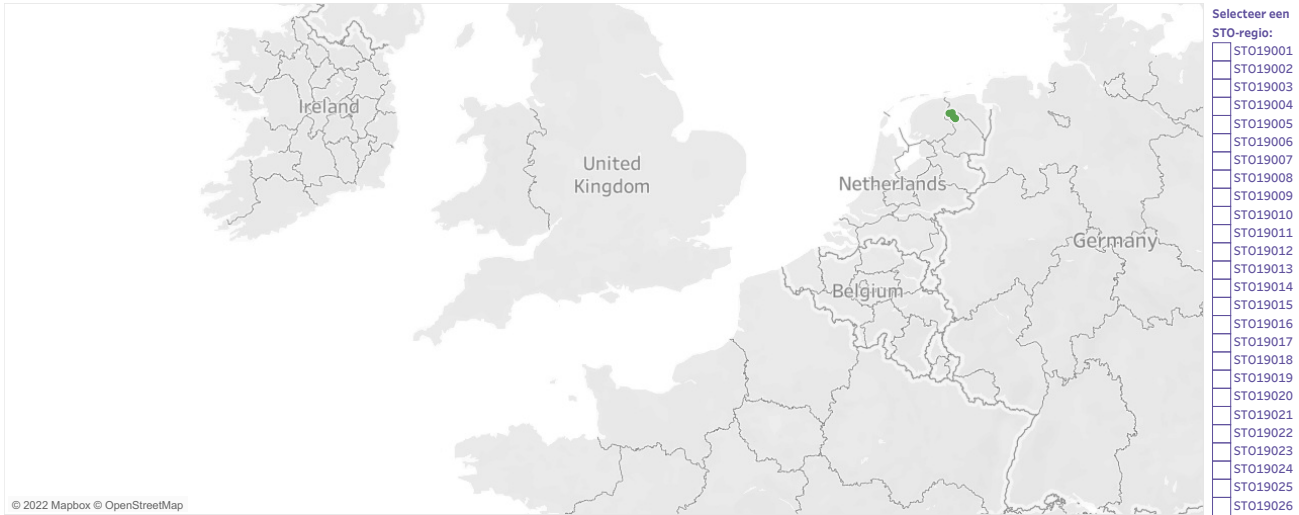 Ireland
United
Kingdom
Netherlands
Germany
Belgium
© 2022 Mapbox © OpenStreetMap
Selecteer een
STO-regio:
STO19001
STO19002
STO19003
STO19004
STO19005
STO19006
STO19007
STO19008
STO19009
STO19010
STO19011
STO19012
STO19013
STO19014
STO19015
STO19016
STO19017
STO19018
STO19019
STO19020
STO19021
STO19022
STO19023
STO19024
STO19025
STO19026